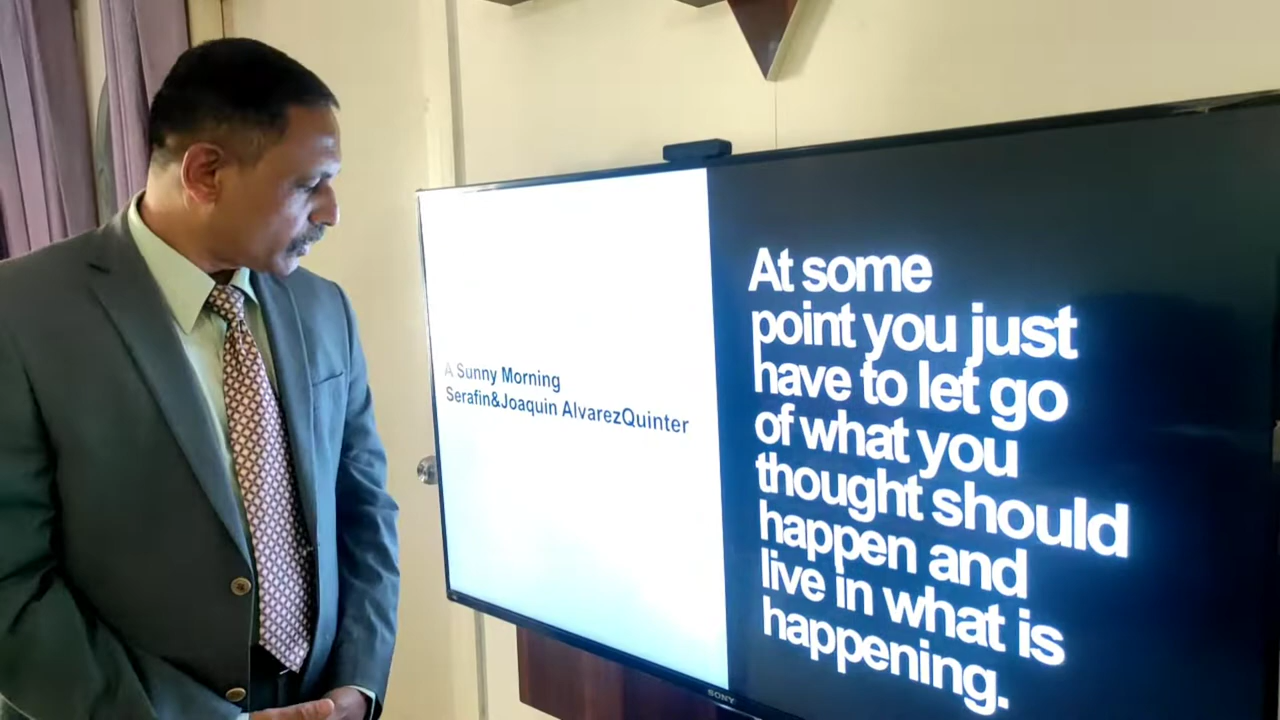 A Sunny Morning
Serafin&Joaquin AlvarezQuinter
At some
point you just
have to let go
of what you
thought should
happen and
live in what is
happening.
SONY